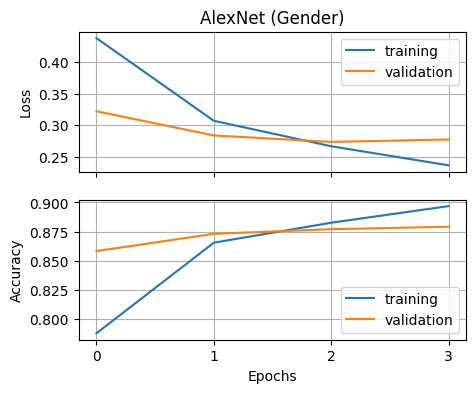 AlexNet (Gender)
0.40
0.35
0.30
0.25
Loss
training
validation
0.900
0.875
0.850
0.825
0.800
Accuracy
training
validation
0 1 2 3
Epochs